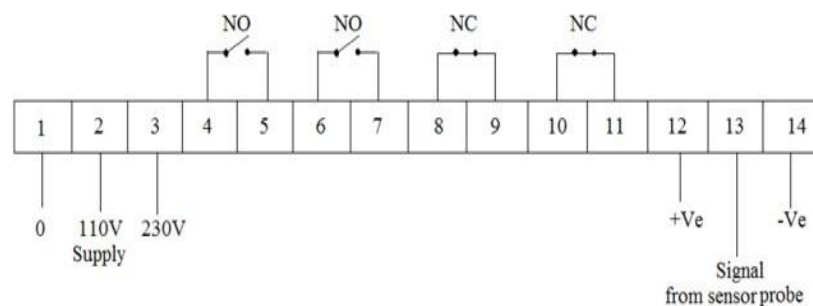 NO NO NC NC
1 2 3 4 5 6 7 8 9 10 11 12 13 14
0 110V 230V +Ve -Ve
Supply
Signal
from sensor probe